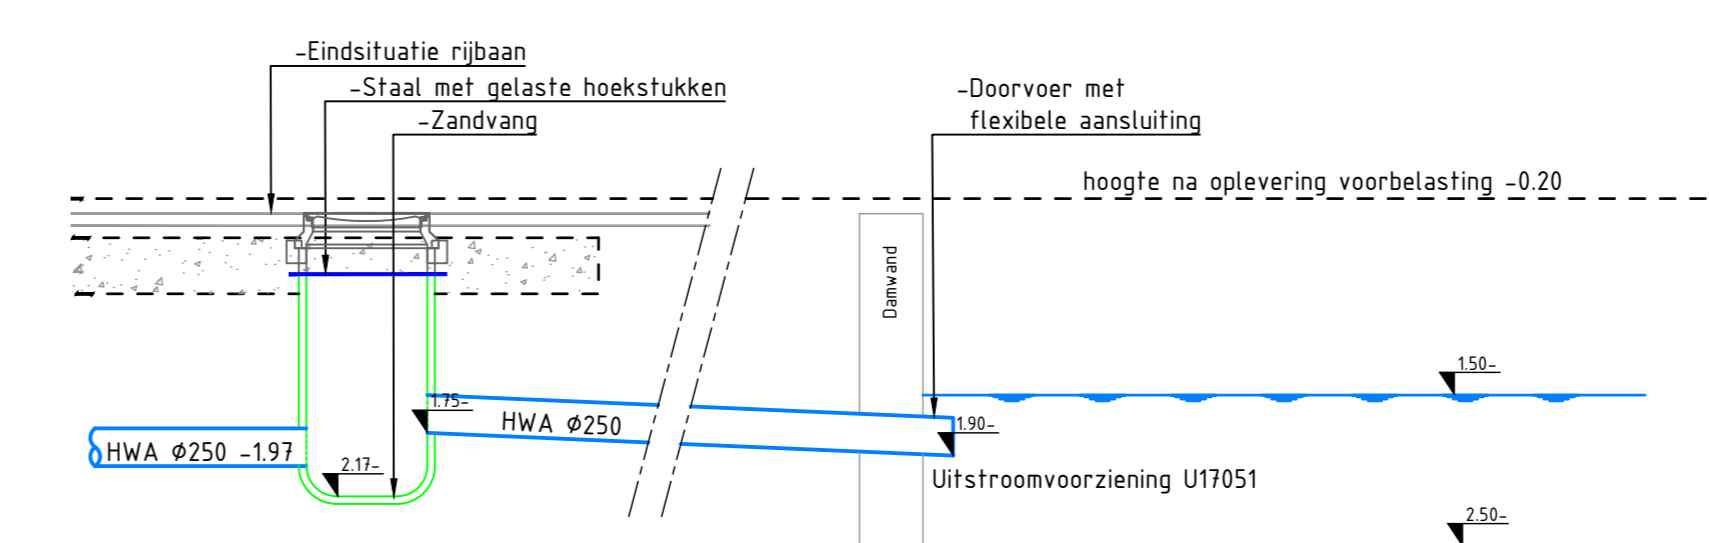 -Eindsituatie rijbaan
-Staal met gelaste hoekstukken
-Zandvang
-Doorvoer met
flexibele aansluiting
hoogte na oplevering voorbelasting -0.20
Damwand
1.50-
1.75-
HWA Ø250
1.90-
HWA Ø250 -1.97
2.17-
Uitstroomvoorziening U17051
2.50-